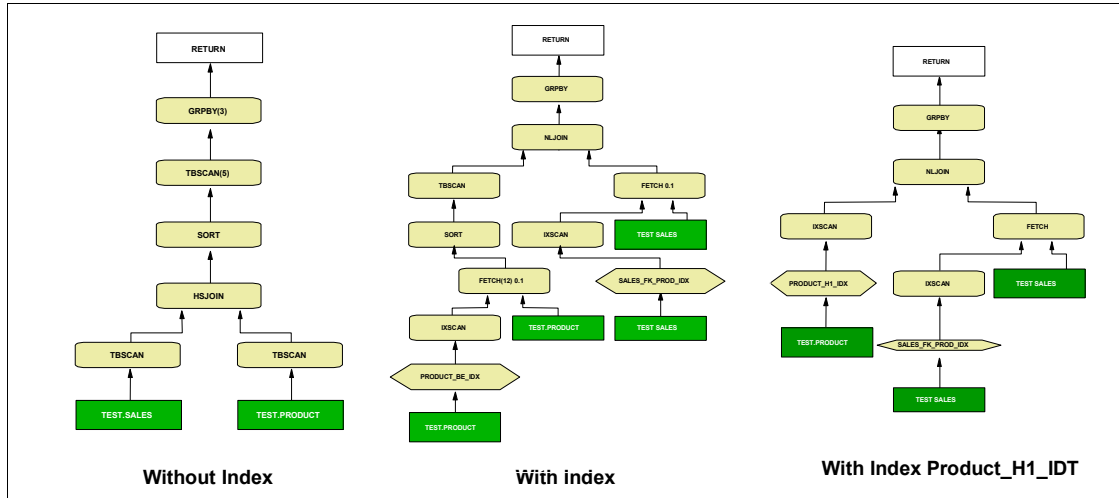 RETURN
GRPBY(3)
TBSCAN(5)
SORT
HSJOIN
TBSCAN
TBSCAN
TEST.SALES
TEST.PRODUCT
Without Index
RETURN
GRPBY
NLJOIN
TBSCAN
FETCH 0.1
SORT
IXSCAN
TEST SALES
FETCH(12) 0.1
SALES_FK_PROD_IDX
IXSCAN
TEST.PRODUCT
TEST SALES
PRODUCT_BE_IDX
TEST.PRODUCT
With index
RETURN
GRPBY
NLJOIN
IXSCAN
FETCH
PRODUCT_H1_IDX
IXSCAN
TEST SALES
TEST.PRODUCT
SALES_FK_PROD_IDX
TEST SALES
With Index Product_H1_IDT